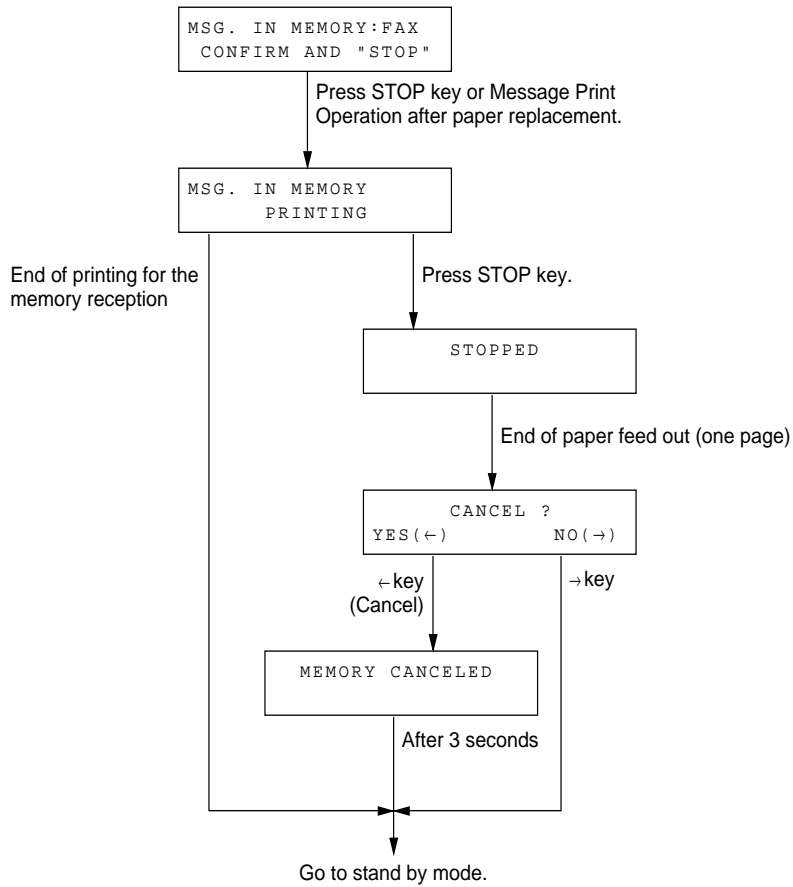 MSG. IN MEMORY:FAX
CONFIRM AND "STOP"
Press STOP key or Message Print
Operation after paper replacement.
MSG. IN MEMORY
PRINTING
End of printing for the
memory reception
Press STOP key.
STOPPED
End of paper feed out (one page)
CANCEL ?
YES(←) NO(→)
←key
(Cancel)
→key
MEMORY CANCELED
After 3 seconds
Go to stand by mode.